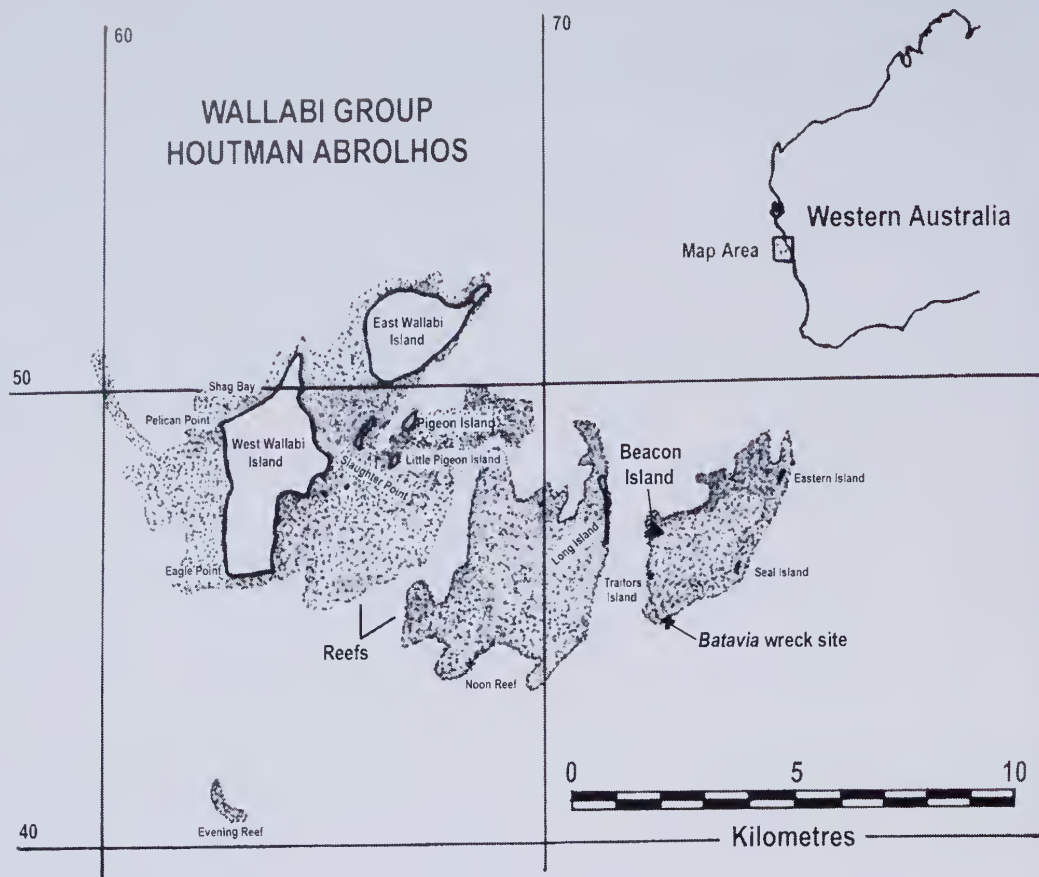 60
70
WALLABI GROUP
HOUTMAN ABROLHOS
Western Australia
Map Area
East Wallabi
Island
50
Shag Bay
Pelican Point
Pigeon Island
West Wallabi
Island
Little Pigeon Island
Slaughter Point
Beacon
Island
Eastern Island
Long Island
Eagle Point
Traitors
Island
Seal Island
Reefs
Batavia wreck site
Noon Reef
0
5
10
Evening Reef
Kilometres
40